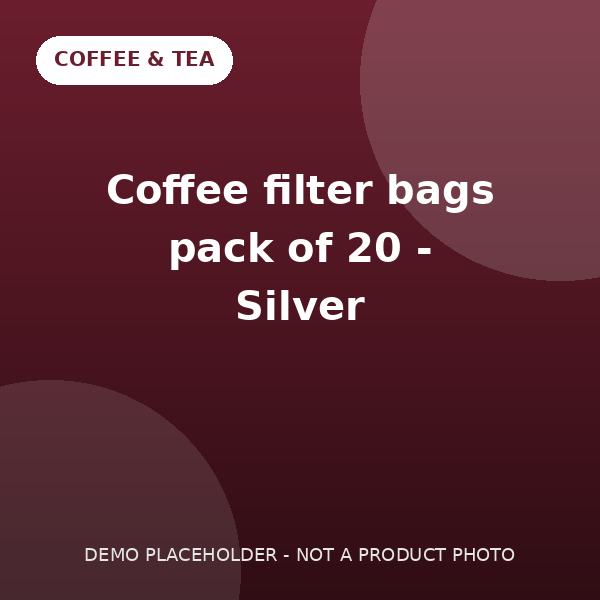 COFFEE & TEA
Coffee filter bags
pack of 20 -
Silver
DEMO PLACEHOLDER - NOT A PRODUCT PHOTO